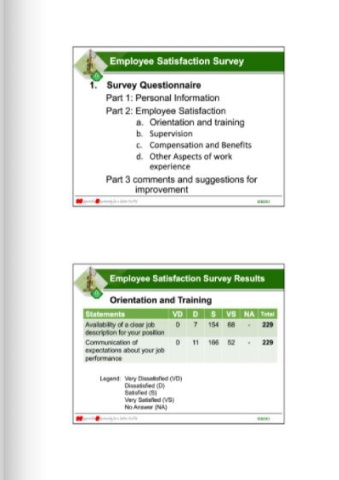 Employee Satisfaction Survey
1. Survey Questionnaire
Part 1: Personal Information
Part 2: Employee Satisfaction
a. Orientation and training
b. Supervision
c. Compensation and Benefits
d. Other Aspects of work
experience
Part 3 comments and suggestions for
improvement
Employee Satisfaction Survey Results
Orientation and Training
Statements VD D S VS NA Total
Availability of a clear job
description for your position 0 7 154 68 - 229
Communication of
expectations about your job
performance 0 11 166 52 - 229
Legend: Very Dissatisfied (VD)
Dissatisfied (D)
Satisfied (S)
Very Satisfied (VS)
No Answer (NA)